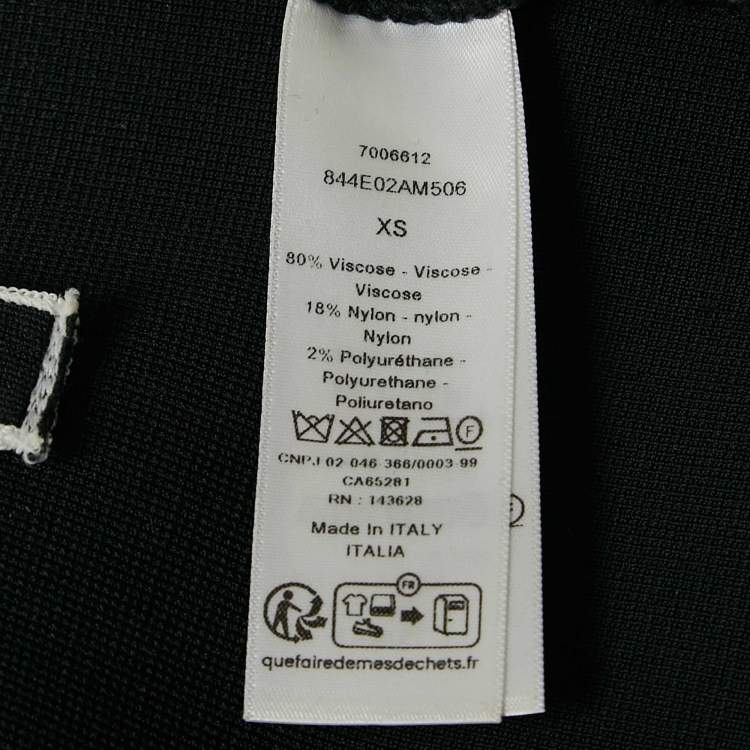 7006612
844E02AM506
XS
80% Viscose - Viscose -
Viscose
18% Nylon - nylon -
Nylon
2% Polyuréthane -
Polyurethane -
Poliuretano
F
CNPJ 02 046 366/0003 99
CA65281
RN : 143628
Made In ITALY
ITALIA
FR
quefairedemesdechets.fr